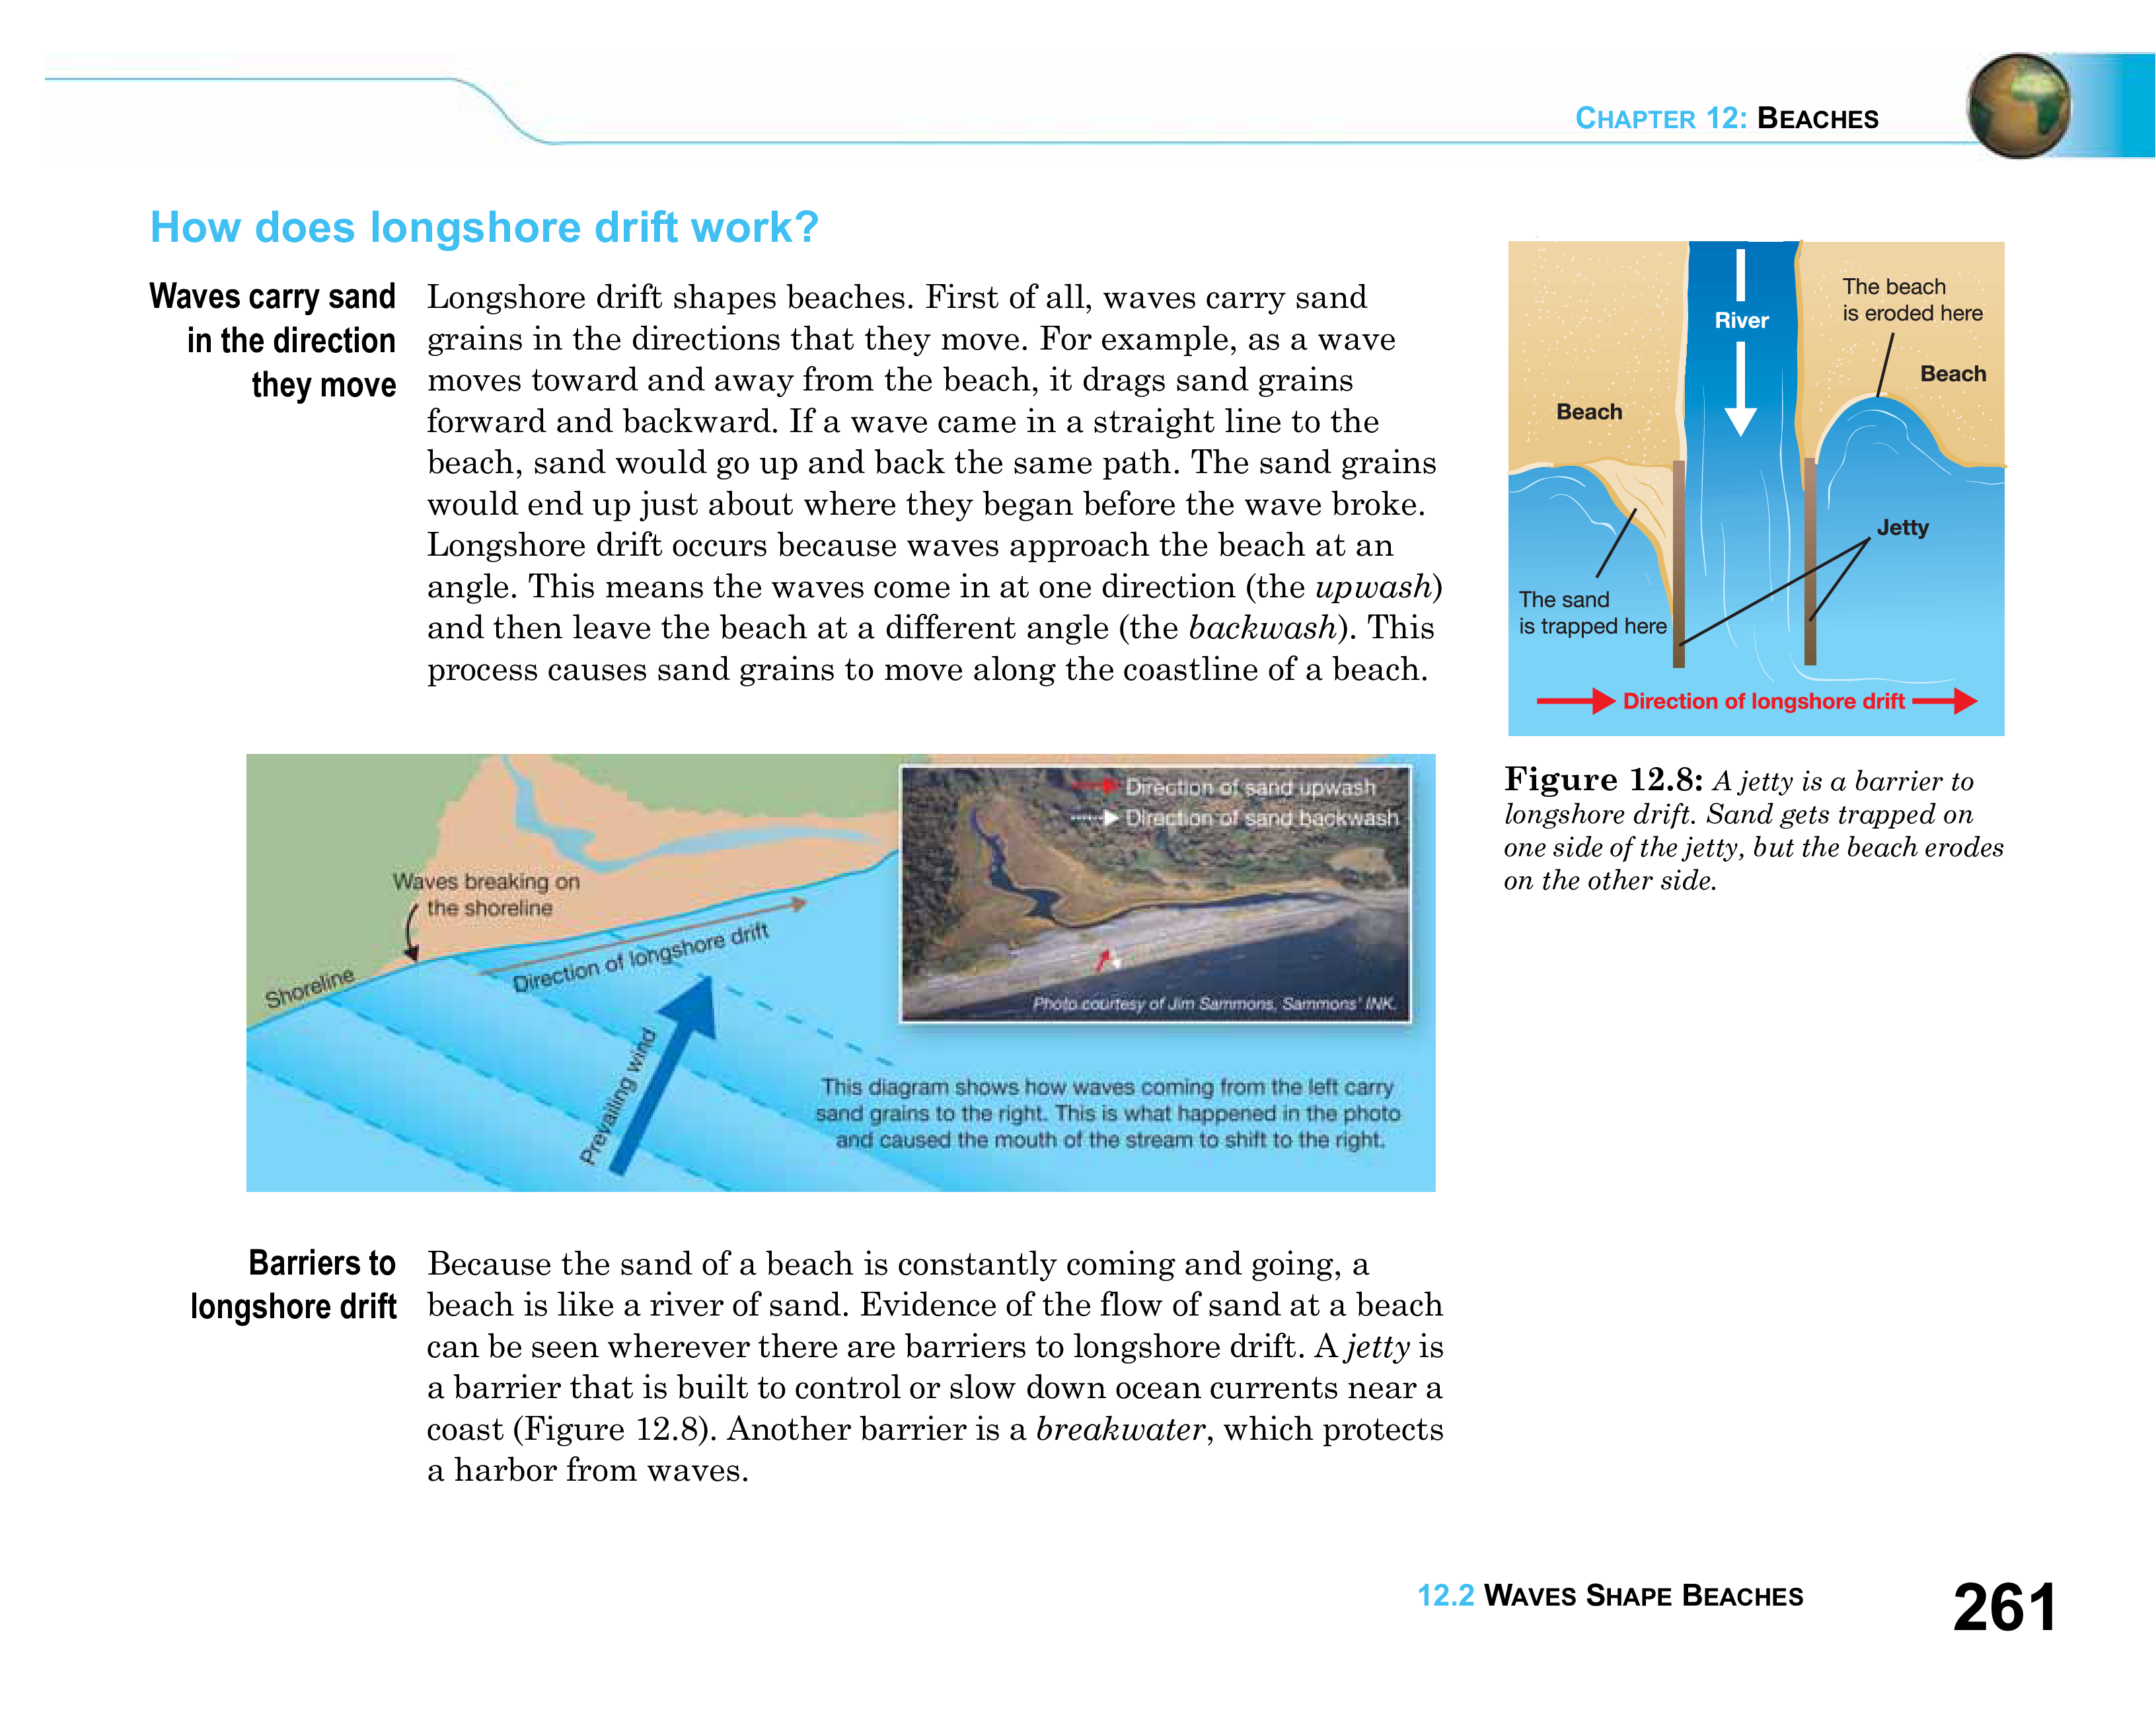 CHAPTER 12: BEACHES
How does longshore drift work?
Waves carry sand
in the direction
they move
Longshore drift shapes beaches. First of all, waves carry sand
grains in the directions that they move. For example, as a wave
moves toward and away from the beach, it drags sand grains
forward and backward. If a wave came in a straight line to the
beach, sand would go up and back the same path. The sand grains
would end up just about where they began before the wave broke.
Longshore drift occurs because waves approach the beach at an
angle. This means the waves come in at one direction (the upwash)
and then leave the beach at a different angle (the backwash). This
process causes sand grains to move along the coastline of a beach.
Waves breaking on
the shoreline
Shoreline
Direction of longshore drift
Prevailing wind
Direction of sand upwash
Direction of sand backwash
Photo courtesy of Jim Sammons, Sammons' INK.
This diagram shows how waves coming from the left carry
sand grains to the right. This is what happened in the photo
and caused the mouth of the stream to shift to the right.
Barriers to
longshore drift
Because the sand of a beach is constantly coming and going, a
beach is like a river of sand. Evidence of the flow of sand at a beach
can be seen wherever there are barriers to longshore drift. A jetty is
a barrier that is built to control or slow down ocean currents near a
coast (Figure 12.8). Another barrier is a breakwater, which protects
a harbor from waves.
River
The beach
is eroded here
Beach
Beach
Jetty
The sand
is trapped here
Direction of longshore drift
Figure 12.8: A jetty is a barrier to
longshore drift. Sand gets trapped on
one side of the jetty, but the beach erodes
on the other side.
12.2 WAVES SHAPE BEACHES
261